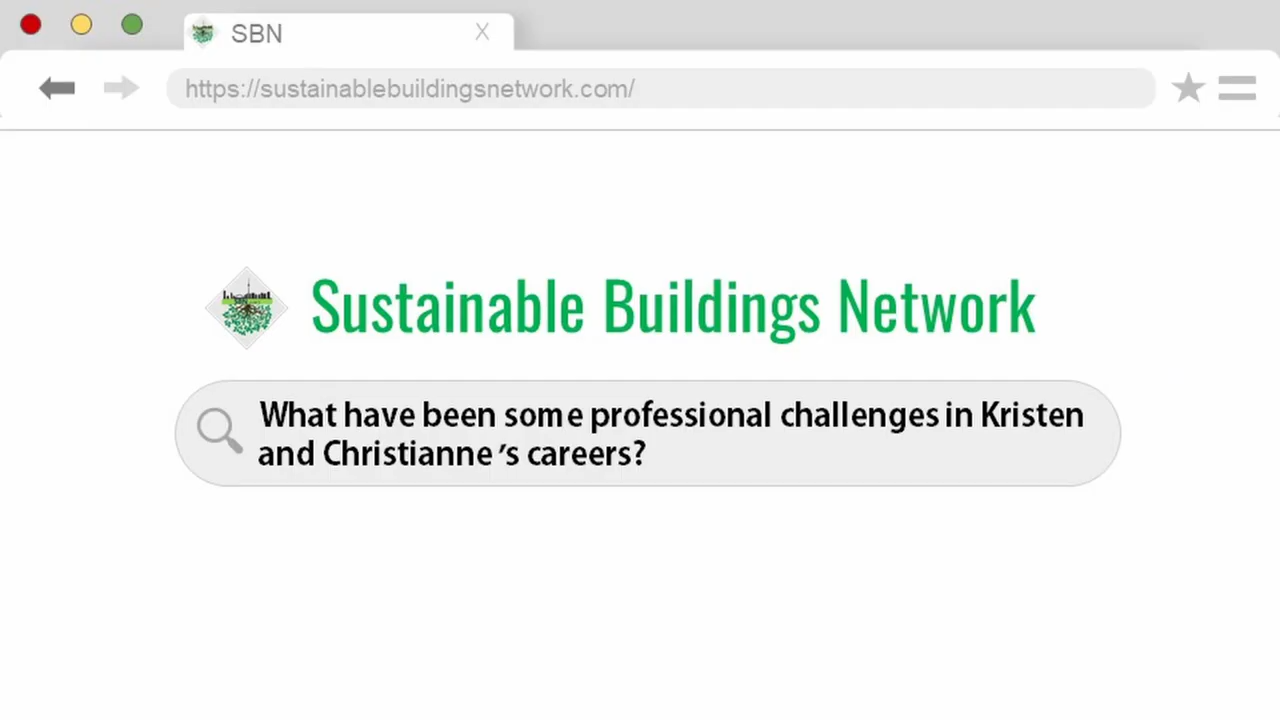 SBN X
https://sustainablebuildingsnetwork.com/
Sustainable Buildings Network
What have been some professional challenges in Kristen
and Christianne 's careers?